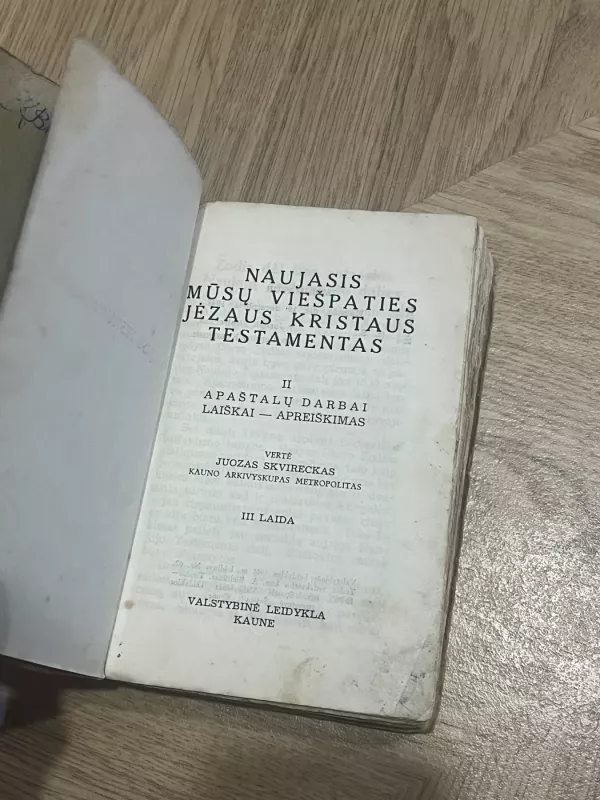 NAUJASIS
MŪSŲ VIEŠPATIES
JĖZAUS KRISTAUS
TESTAMENTAS
II
APAŠTALŲ DARBAI
LAIŠKAI — APREIŠKIMAS
VERTĖ
JUOZAS SKVIRECKAS
KAUNO ARKIVYSKUPAS METROPOLITAS
III LAIDA
VALSTYBINĖ LEIDYKLA
KAUNE